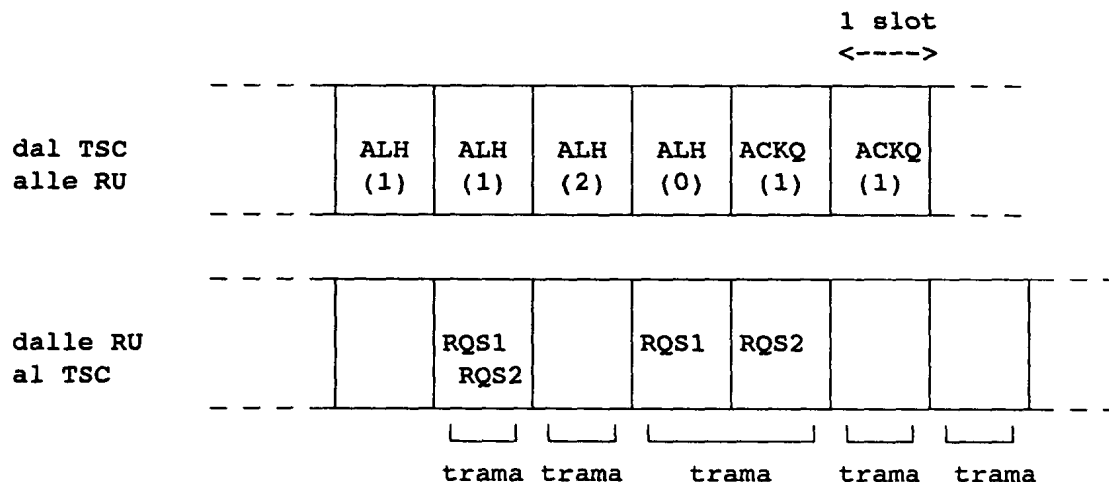 1 slot
<---->
dal TSC
alle RU
ALH ALH ALH ALH ACKQ ACKQ
(1) (1) (2) (0) (1) (1)
dalle RU
al TSC
RQS1 RQS1 RQS2
RQS2
trama trama trama trama trama